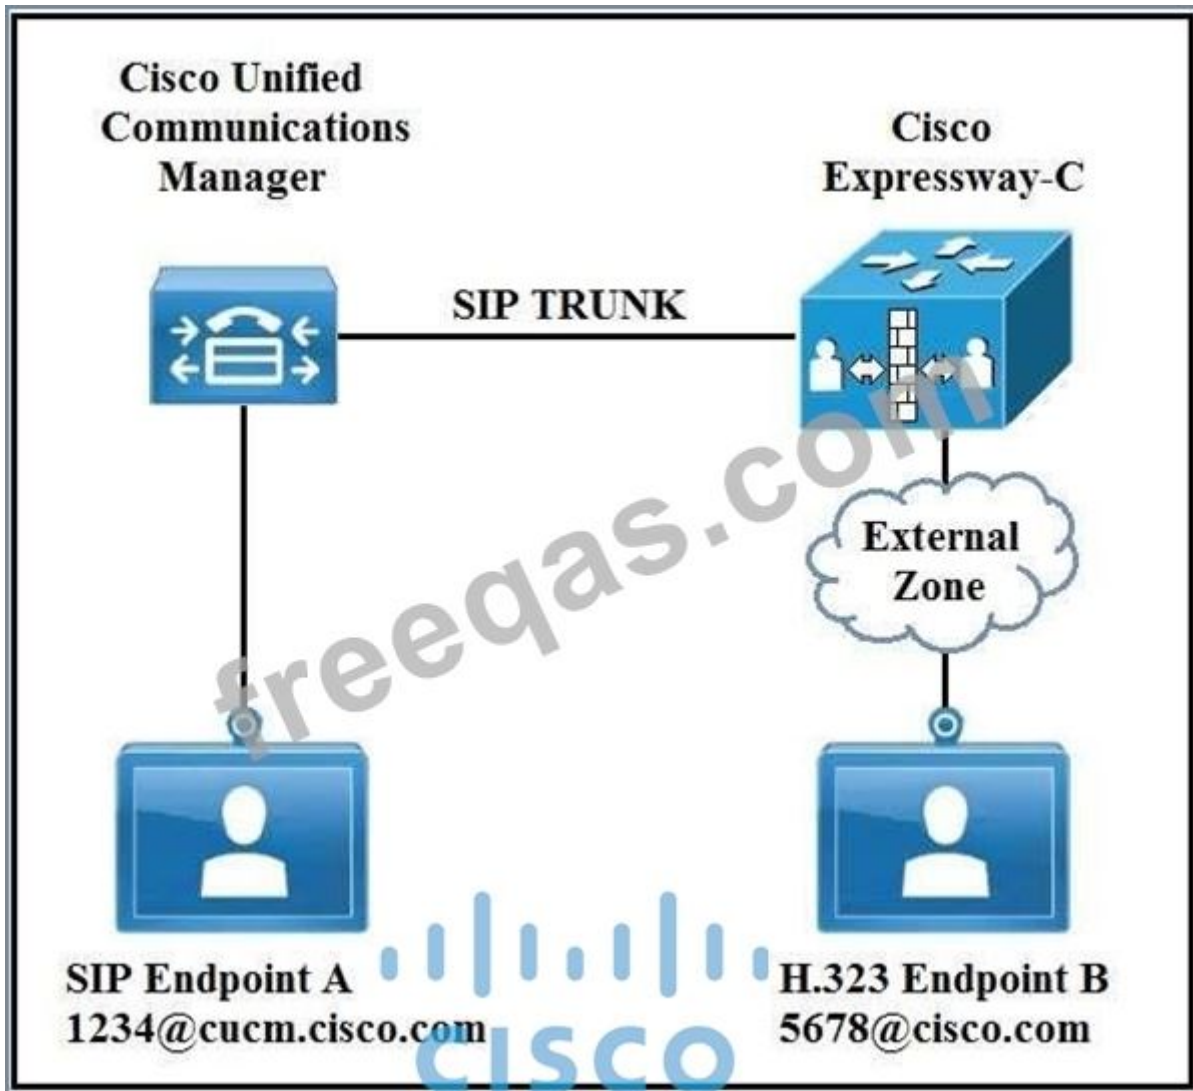 Cisco Unified
Communications
Manager
Cisco
Expressway-C
SIP TRUNK
External
Zone
freeqas.com
SIP Endpoint A
1234@cucm.cisco.com
H.323 Endpoint B
5678@cisco.com
CISCO